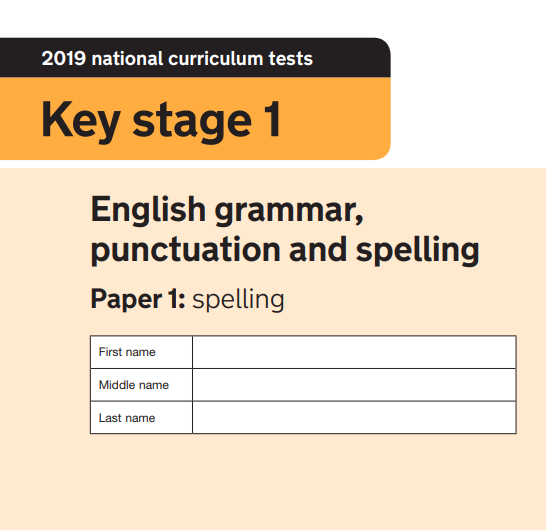 2019 national curriculum tests
Key stage 1
English grammar,
punctuation and spelling
Paper 1: spelling
First name
Middle name
Last name